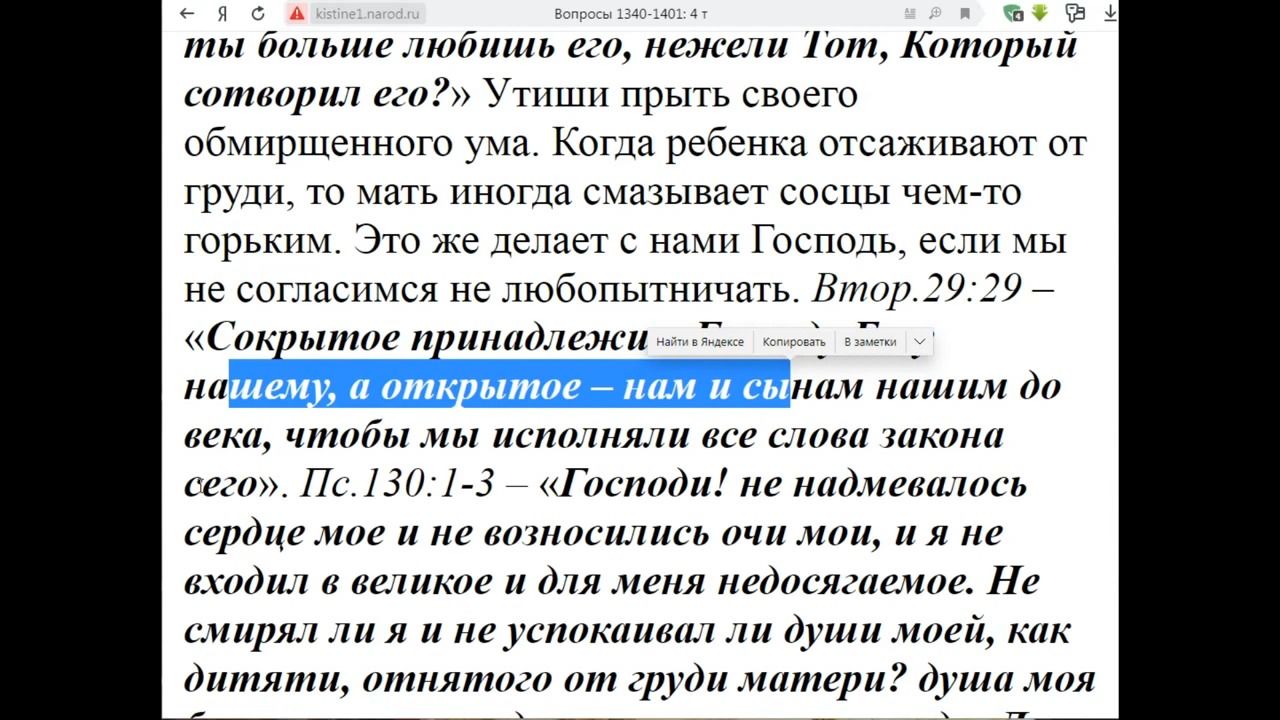 kistine1.narod.ru
Вопросы 1340-1401: 4 т
4
ты больше любишь его, нежели Тот, Который
сотворил его?» Утиши прыть своего
обмирщенного ума. Когда ребенка отсаживают от
груди, то мать иногда смазывает сосцы чем-то
горьким. Это же делает с нами Господь, если мы
не согласимся не любопытничать. Втор.29:29 –
«Сокрытое принадлежи
Найти в Яндексе Копировать В заметки
нашему, а открытое – нам и сынам нашим до
века, чтобы мы исполняли все слова закона
сего». Пс.130:1-3 – «Господи! не надмевалось
сердце мое и не возносились очи мои, и я не
входил в великое и для меня недосягаемое. Не
смирял ли я и не успокаивал ли души моей, как
дитяти, отнятого от груди матери? душа моя